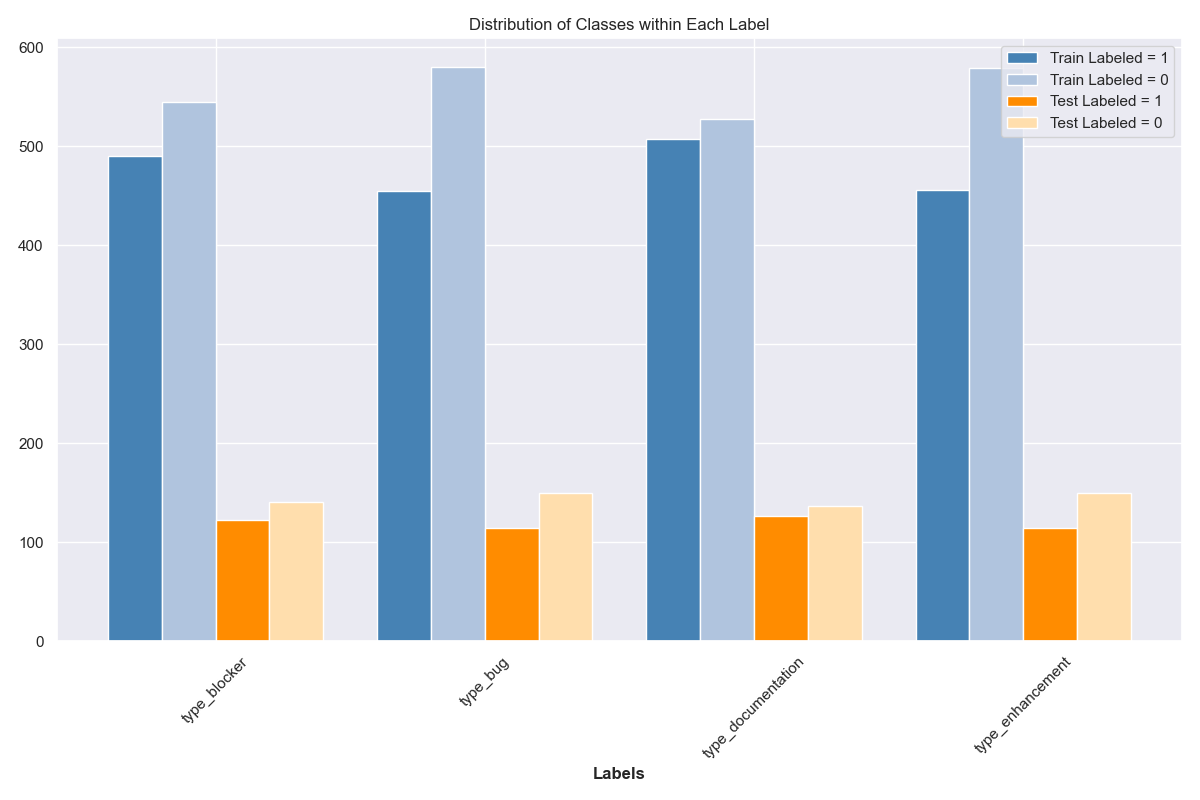 Distribution of Classes within Each Label
Train Labeled = 1
Train Labeled = 0
Test Labeled = 1
Test Labeled = 0
600
500
400
300
200
100
0
type_blocker
type_bug
type_documentation
type_enhancement
Labels